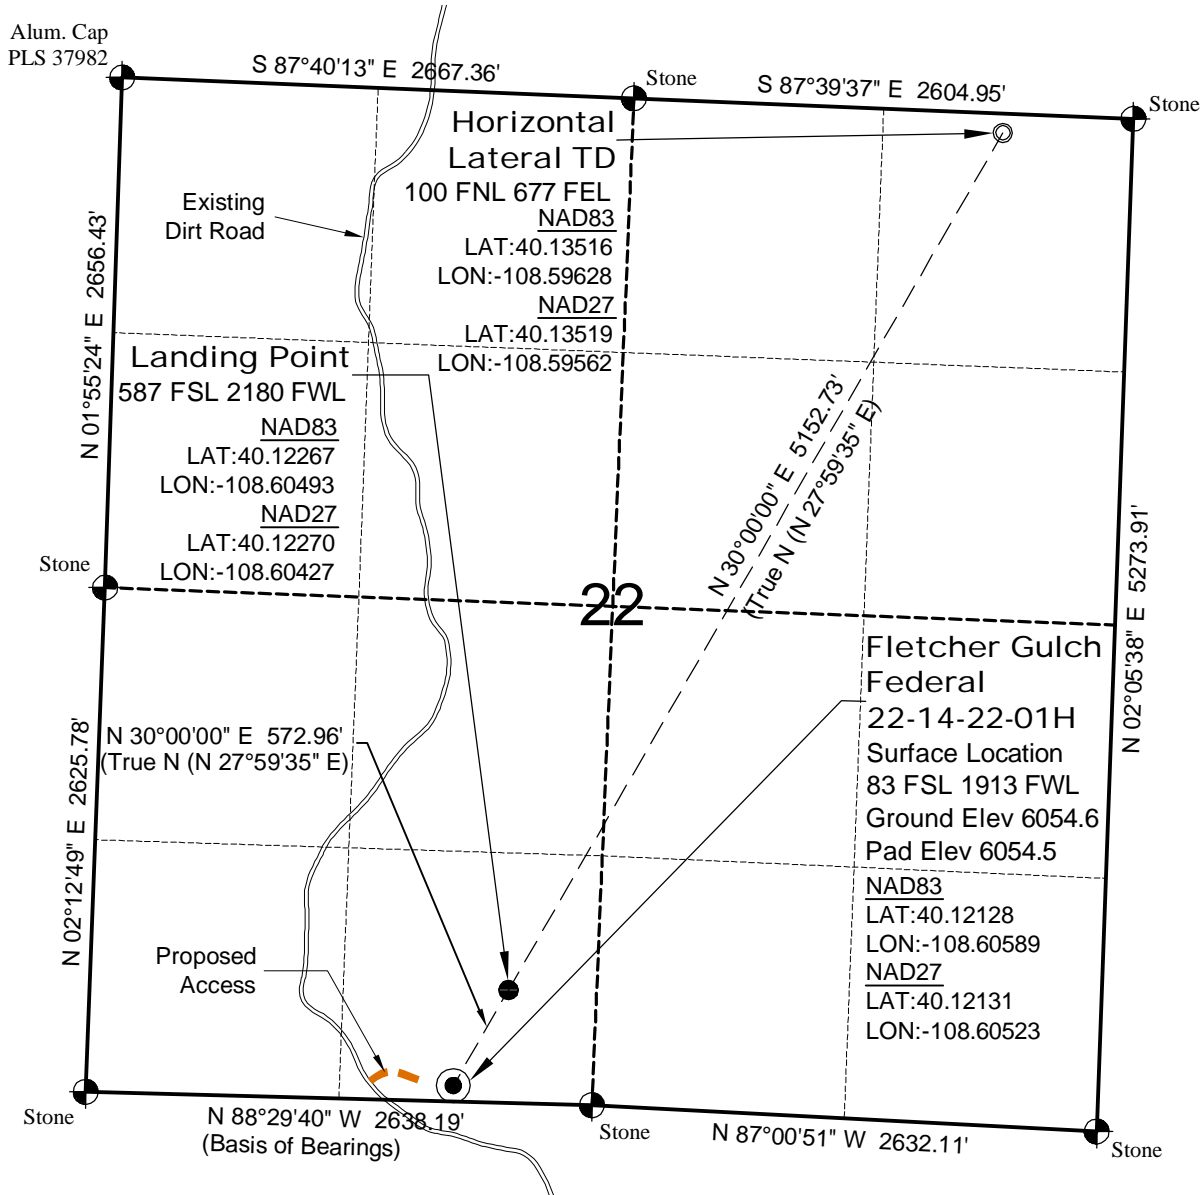 Alum. Cap
PLS 37982
S 87°40'13" E 2667.36'
Stone
S 87°39'37" E 2604.95'
Stone
Horizontal
Lateral TD
100 FNL 677 FEL
NAD83
LAT:40.13516
LON:-108.59628
NAD27
LAT:40.13519
LON:-108.59562
Existing
Dirt Road
N 01°55'24" E 2656.43'
Landing Point
587 FSL 2180 FWL
NAD83
LAT:40.12267
LON:-108.60493
NAD27
LAT:40.12270
LON:-108.60427
N 30°00'00" E 5152.73'
(True N (N 27°59'35" E)
Stone
22
N 02°05'38" E 5273.91'
Fletcher Gulch
Federal
22-14-22-01H
Surface Location
83 FSL 1913 FWL
Ground Elev 6054.6
Pad Elev 6054.5
NAD83
LAT:40.12128
LON:-108.60589
NAD27
LAT:40.12131
LON:-108.60523
N 30°00'00" E 572.96'
(True N (N 27°59'35" E)
N 02°12'49" E 2625.78'
Proposed
Access
Stone
N 88°29'40" W 2638.19'
(Basis of Bearings)
Stone
N 87°00'51" W 2632.11'
Stone